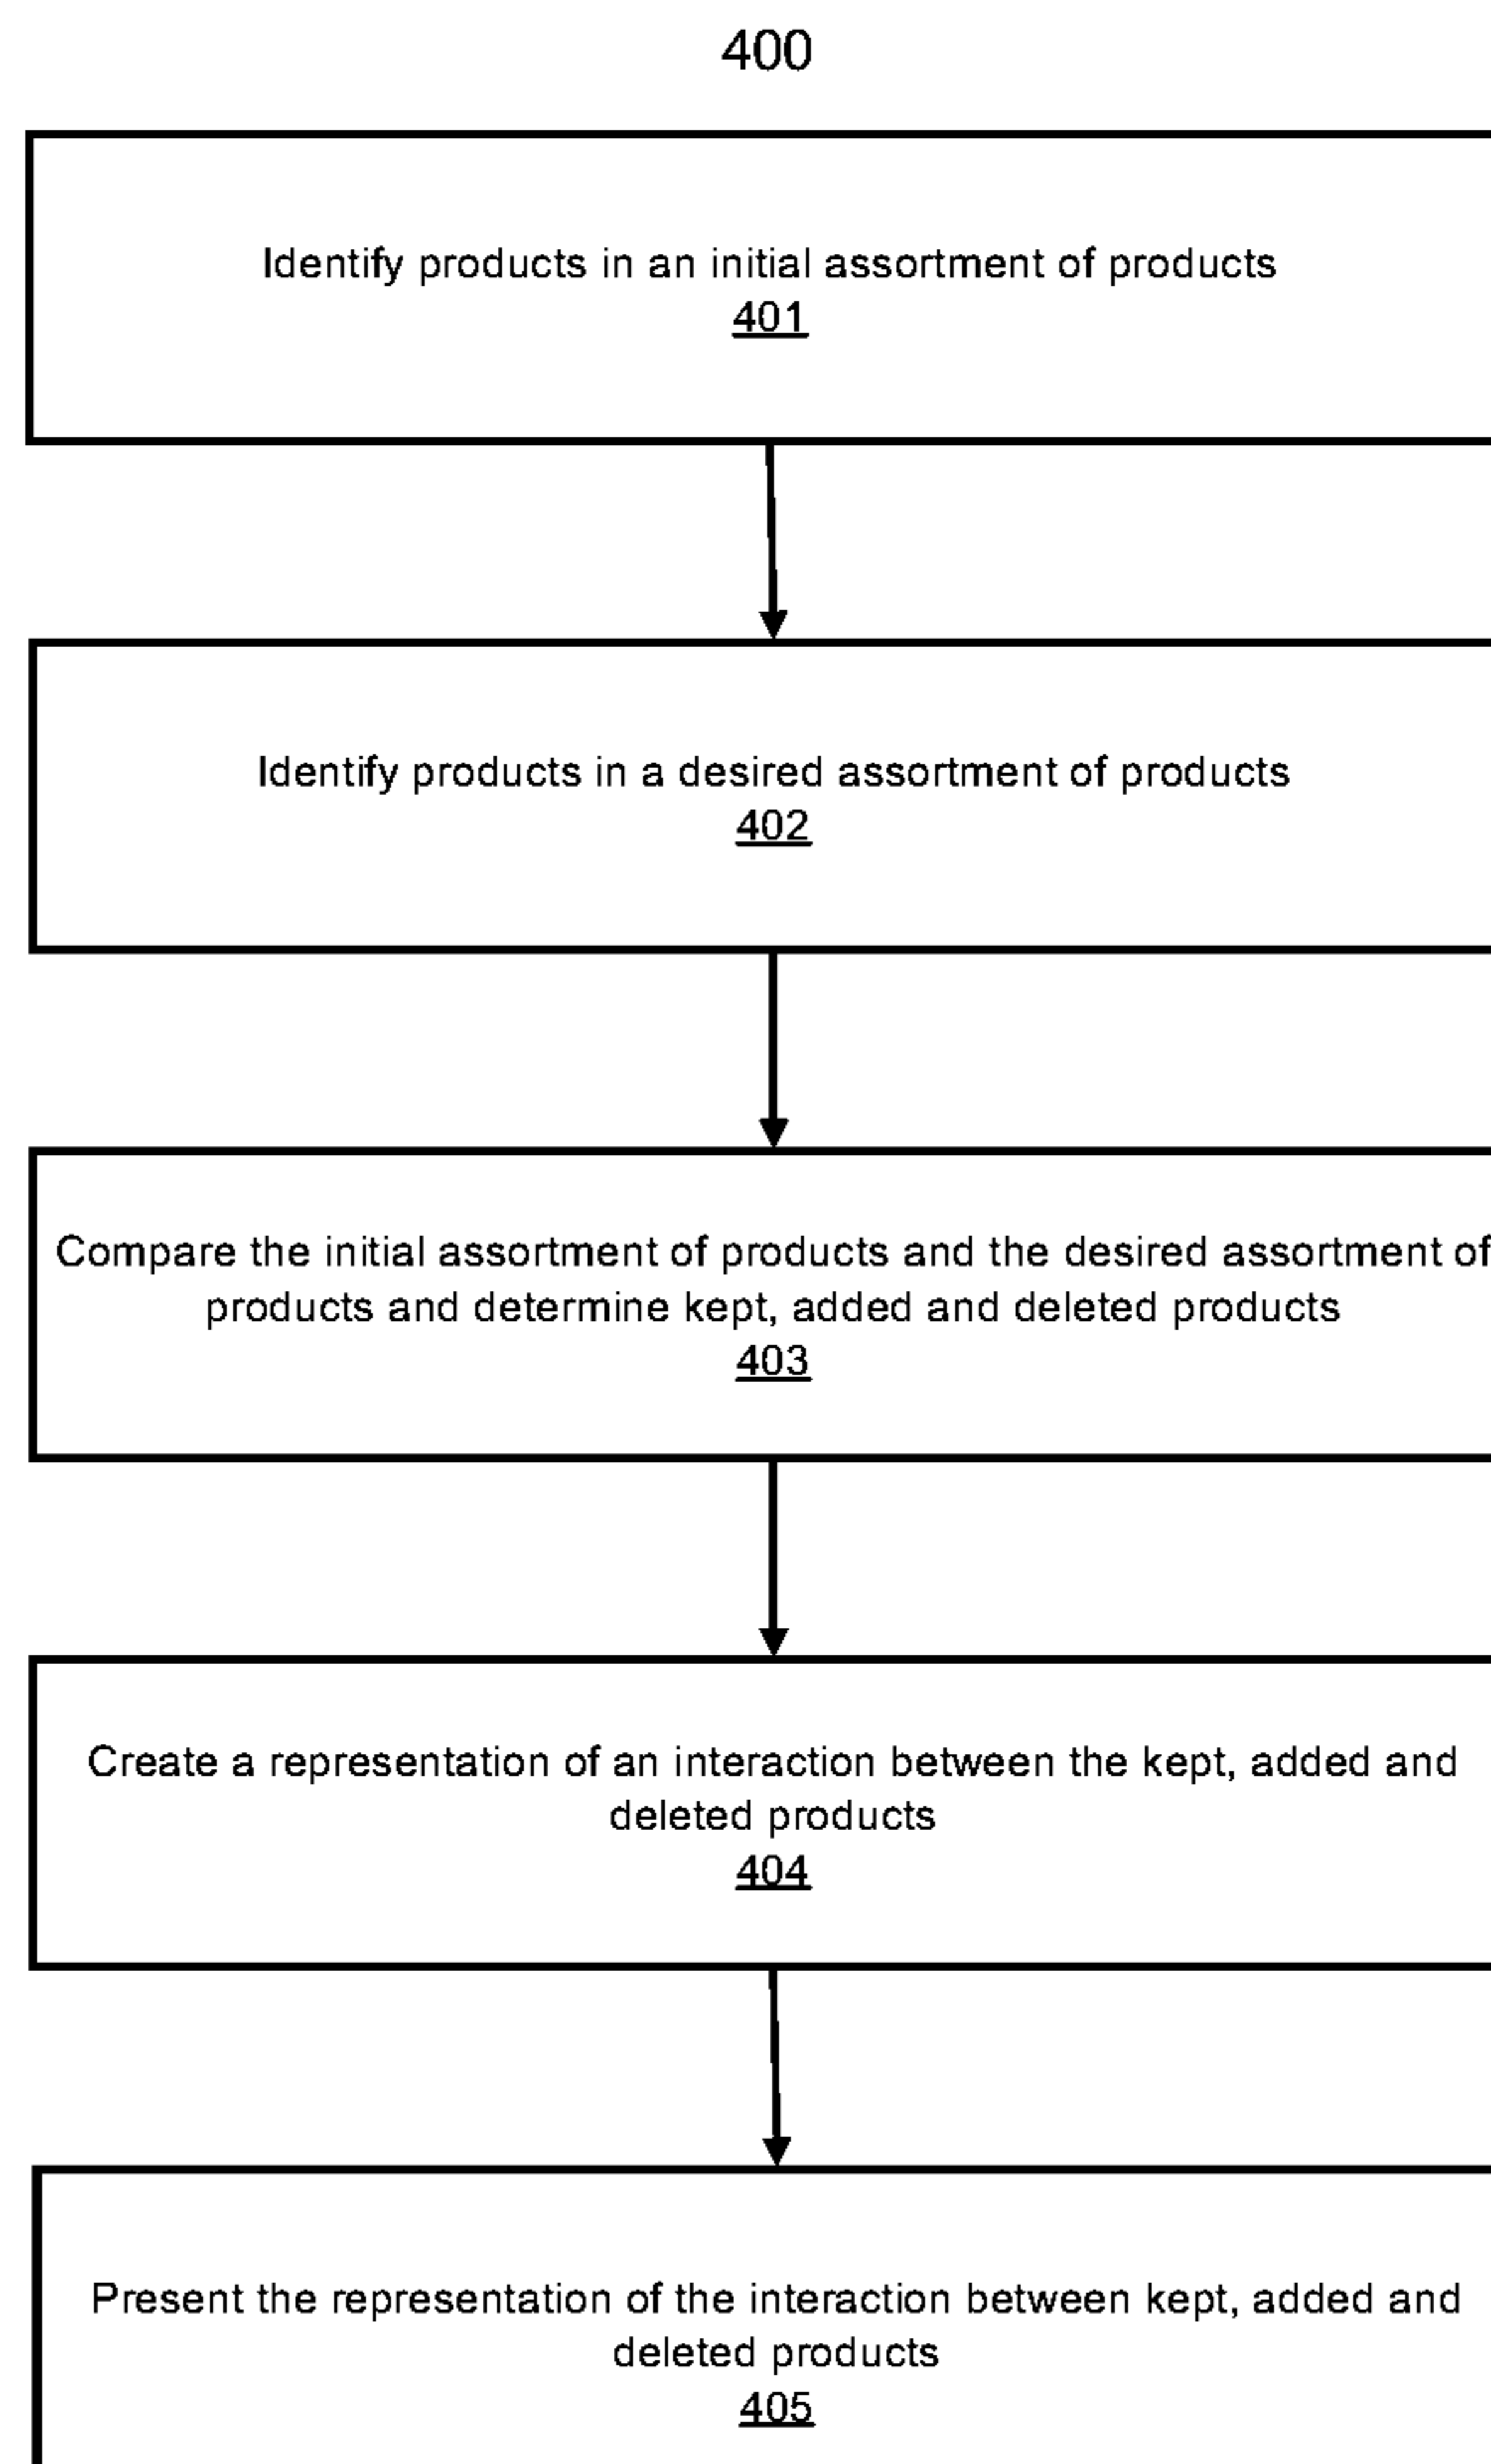 400
Identify products in an initial assortment of products
401
Identify products in a desired assortment of products
402
Compare the initial assortment of products and the desired assortment of
products and determine kept, added and deleted products
403
Create a representation of an interaction between the kept, added and
deleted products
404
Present the representation of the interaction between kept, added and
deleted products
405